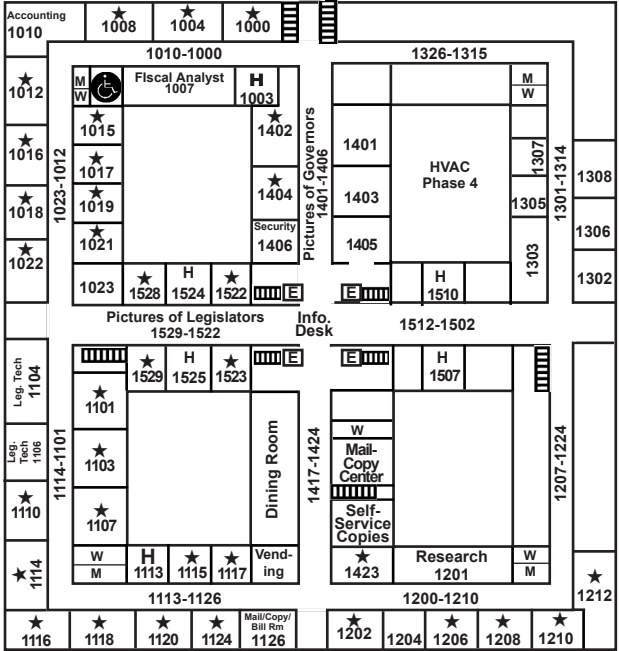 Accounting
1010
1008
1004
1000
1010-1000
1326-1315
M
W
FIscal Analyst
1007
H
1003
M
W
1012
1015
1402
Pictures of Governors
1401-1406
1401
HVAC
Phase 4
1307
1301-1314
1308
1016
1023-1012
1017
1404
1403
1305
1018
1019
Security
1406
1405
1303
1306
1022
1021
1302
1023
1528
H
1524
1522
E
E
H
1510
Pictures of Legislators
1529-1522
Info.
Desk
1512-1502
Leg. Tech
1104
1529
H
1525
1523
E
E
H
1507
1101
Leg.
Tech
1106
1114-1101
1103
Dining Room
1417-1424
W
Mail-
Copy
Center
1207-1224
1110
1107
Self-
Service
Copies
1114
W
M
H
1113
1115
1117
Vend-
ing
1423
Research
1201
W
M
1212
1113-1126
1200-1210
1116
1118
1120
1124
Mail/Copy/
Bill Rm
1126
1202
1204
1206
1208
1210